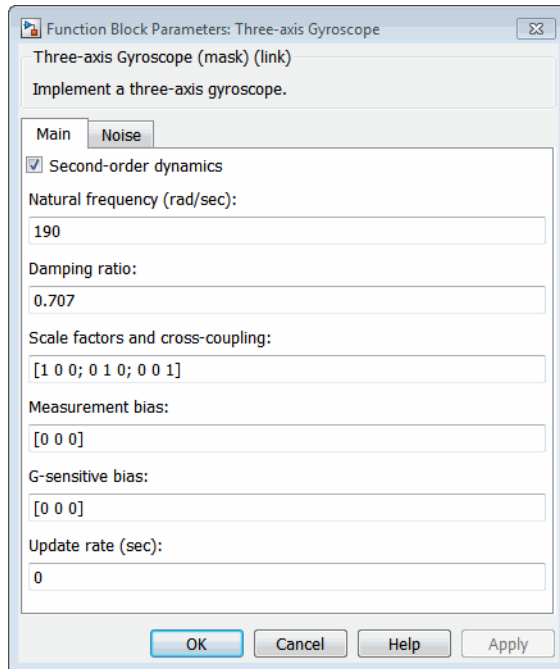 Function Block Parameters: Three-axis Gyroscope
Three-axis Gyroscope (mask) (link)
Implement a three-axis gyroscope.
Main Noise
Second-order dynamics
Natural frequency (rad/sec):
190
Damping ratio:
0.707
Scale factors and cross-coupling:
[1 0 0; 0 1 0; 0 0 1]
Measurement bias:
[0 0 0]
G-sensitive bias:
[0 0 0]
Update rate (sec):
0
OK Cancel Help Apply